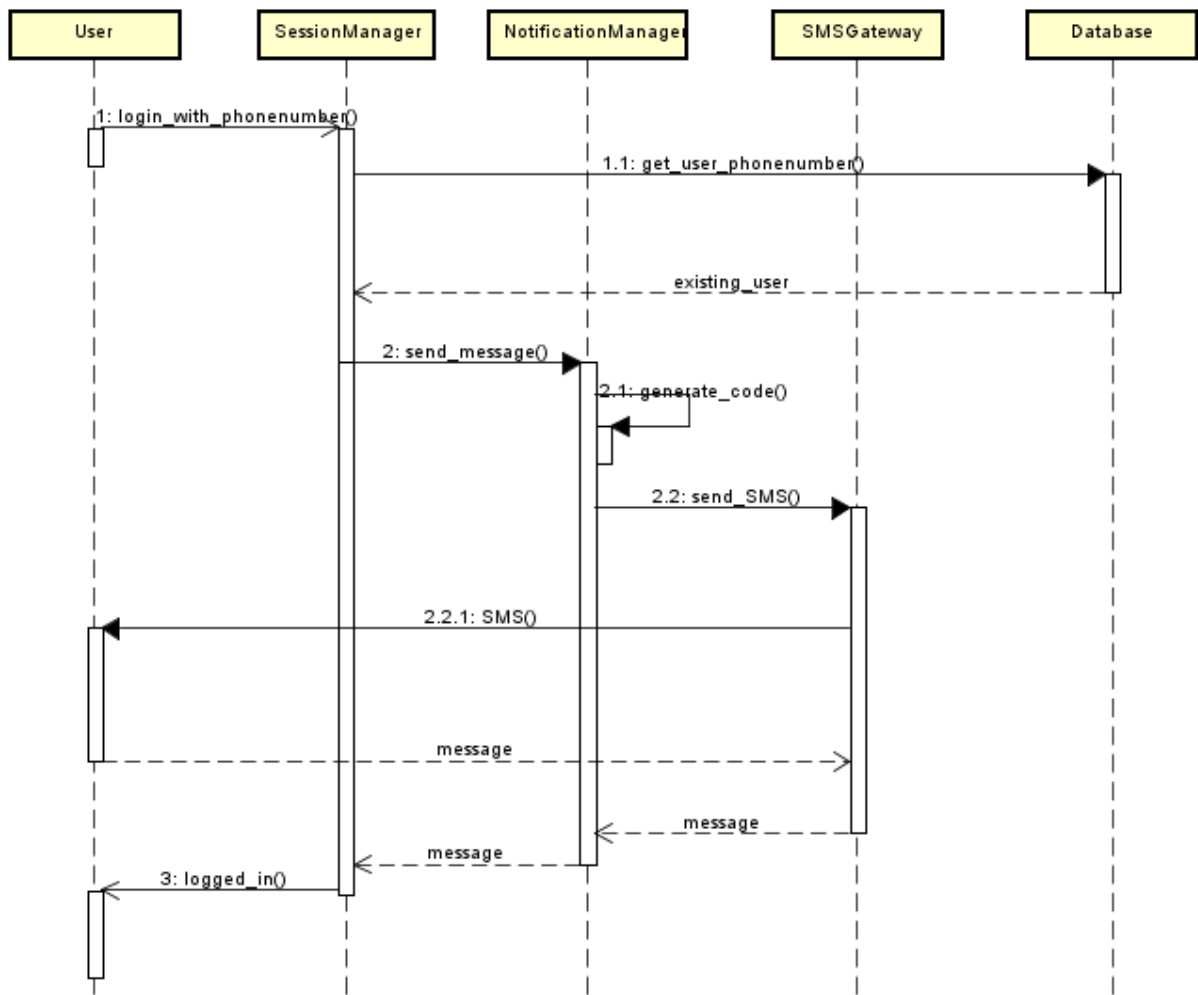 User
SessionManager
NotificationManager
SMSGateway
Database
1: login_with_phonenumber()
1.1: get_user_phonenumber()
existing_user
2: send_message()
2.1: generate_code()
2.2: send_SMS()
2.2.1: SMS()
message
message
message
3: logged_in()